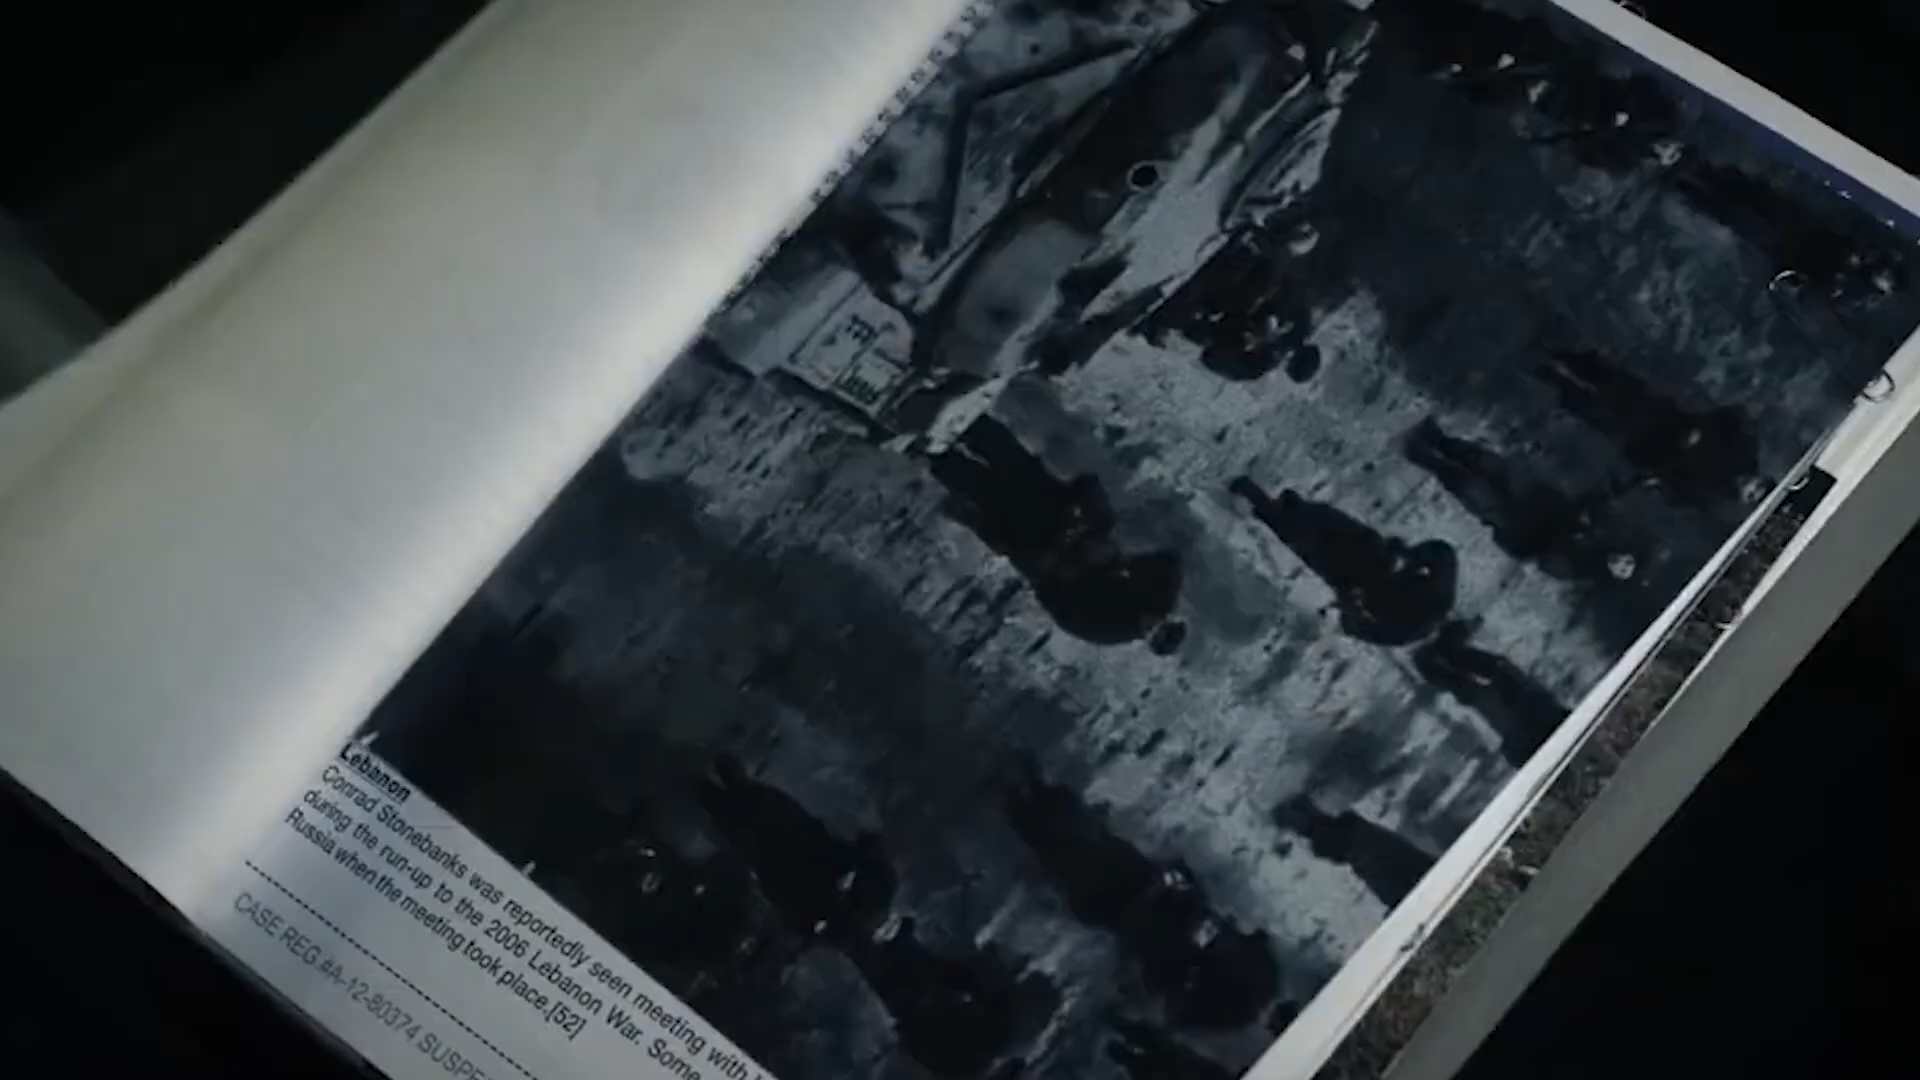 Lebanon
Conrad Stonebanks was reportedly seen meeting with
during the run-up to the 2006 Lebanon War. Some
Russia when the meeting took place.[52]
CASE REG.#A-12-80374